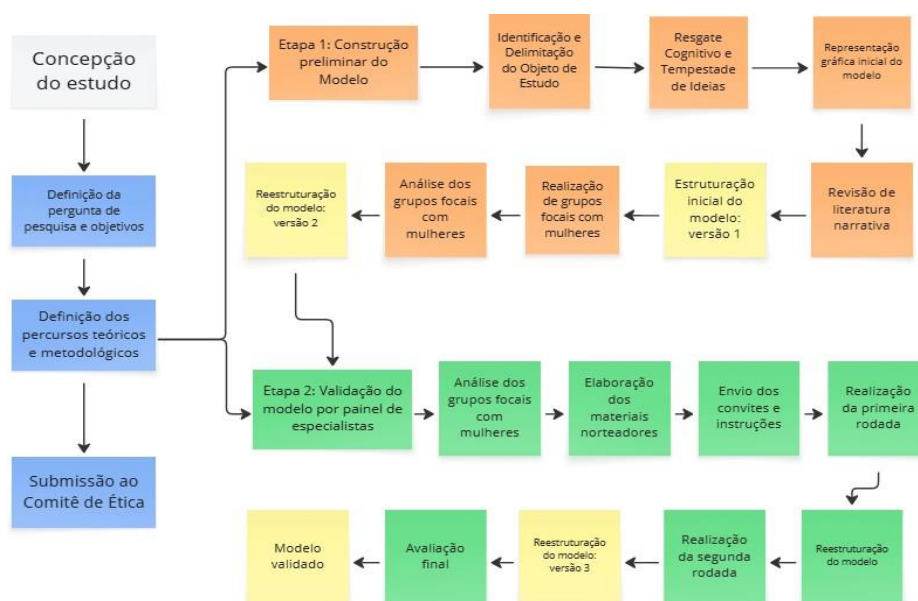 Concepção
do estudo
Definição da
pergunta de
pesquisa e objetivos
Definição dos
percursos teóricos
e metodológicos
Submissão ao
Comitê de Ética
Etapa 1: Construção
preliminar do
Modelo
Identificação e
Delimitação
do Objeto de
Estudo
Resgate
Cognitivo e
Tempestade
de Ideias
Representação
gráfica inicial do
modelo
Revisão de
literatura
narrativa
Estruturação
inicial do
modelo:
versão 1
Realização
de grupos
focais com
mulheres
Análise dos
grupos focais
com
mulheres
Reestruturação
do modelo:
versão 2
Etapa 2: Validação do
modelo por painel de
especialistas
Análise dos
grupos focais
com
mulheres
Elaboração
dos
materiais
norteadores
Envio dos
convites e
instruções
Realização
da primeira
rodada
Reestruturação
do modelo
Realização
da segunda
rodada
Reestruturação
do modelo:
versão 3
Avaliação
final
Modelo
validado